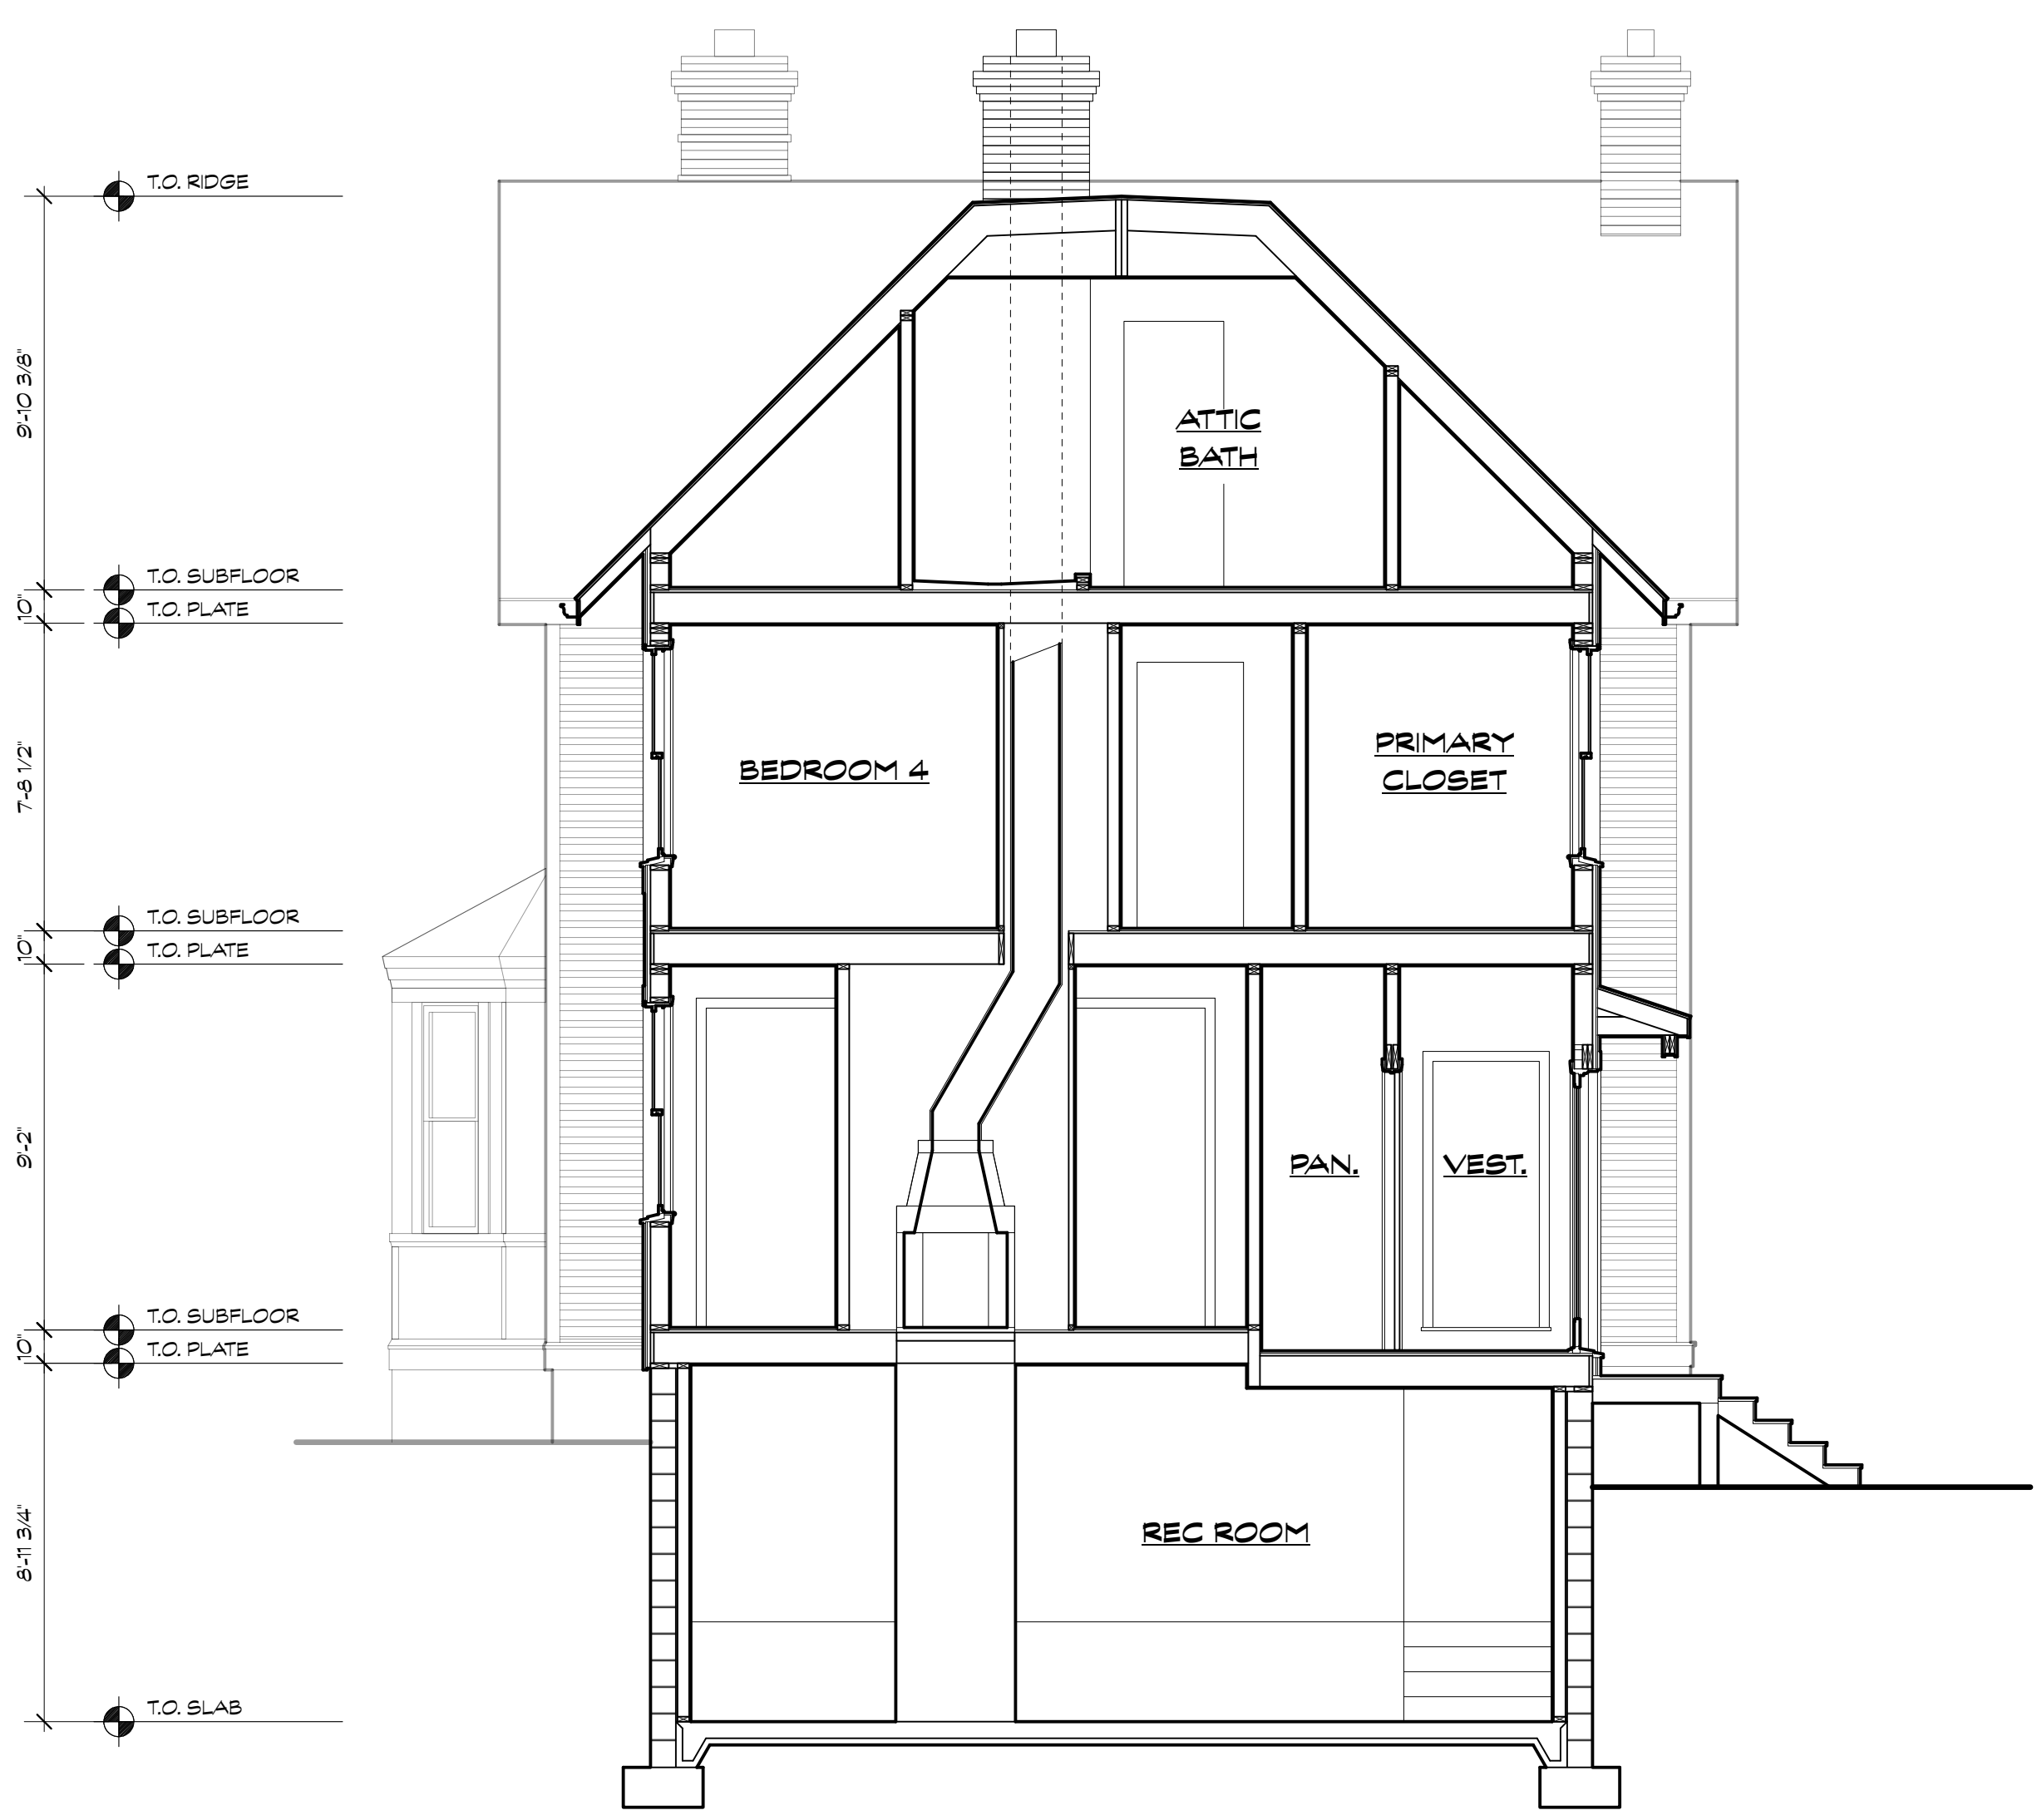 T.O. RIDGE
9'-10 3/8"
T.O. SUBFLOOR
10"
T.O. PLATE
7'-8 1/2"
T.O. SUBFLOOR
10"
T.O. PLATE
9'-2"
T.O. SUBFLOOR
10"
T.O. PLATE
8'-11 3/4"
T.O. SLAB
ATTIC
BATH
BEDROOM 4
PRIMARY
CLOSET
PAN.
VEST.
REC ROOM